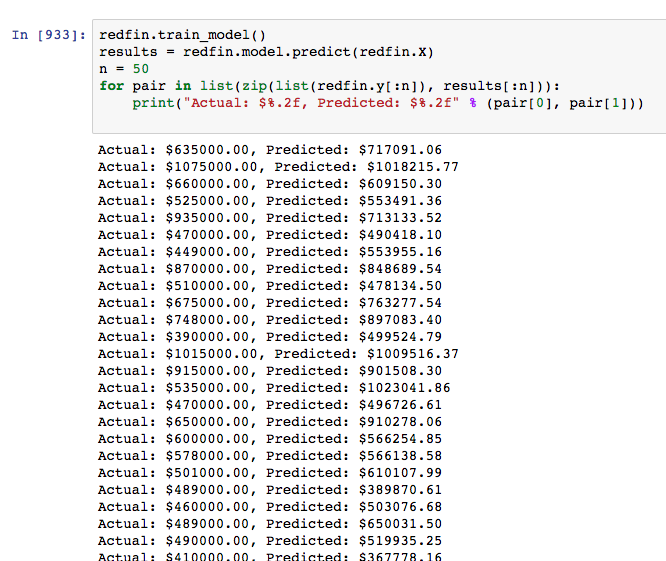 In [933]: redfin.train_model()
results = redfin.model.predict(redfin.X)
n = 50
for pair in list(zip(list(redfin.y[:n]), results[:n])):
    print("Actual: $%.2f, Predicted: $%.2f" % (pair[0], pair[1]))
Actual: $635000.00, Predicted: $717091.06
Actual: $1075000.00, Predicted: $1018215.77
Actual: $660000.00, Predicted: $609150.30
Actual: $525000.00, Predicted: $553491.36
Actual: $935000.00, Predicted: $713133.52
Actual: $470000.00, Predicted: $490418.10
Actual: $449000.00, Predicted: $553955.16
Actual: $870000.00, Predicted: $848689.54
Actual: $510000.00, Predicted: $478134.50
Actual: $675000.00, Predicted: $763277.54
Actual: $748000.00, Predicted: $897083.40
Actual: $390000.00, Predicted: $499524.79
Actual: $1015000.00, Predicted: $1009516.37
Actual: $915000.00, Predicted: $901508.30
Actual: $535000.00, Predicted: $1023041.86
Actual: $470000.00, Predicted: $496726.61
Actual: $650000.00, Predicted: $910278.06
Actual: $600000.00, Predicted: $566254.85
Actual: $578000.00, Predicted: $566138.58
Actual: $501000.00, Predicted: $610107.99
Actual: $489000.00, Predicted: $389870.61
Actual: $460000.00, Predicted: $503076.68
Actual: $489000.00, Predicted: $650031.50
Actual: $490000.00, Predicted: $519935.25
Actual: $410000.00, Predicted: $367778.16